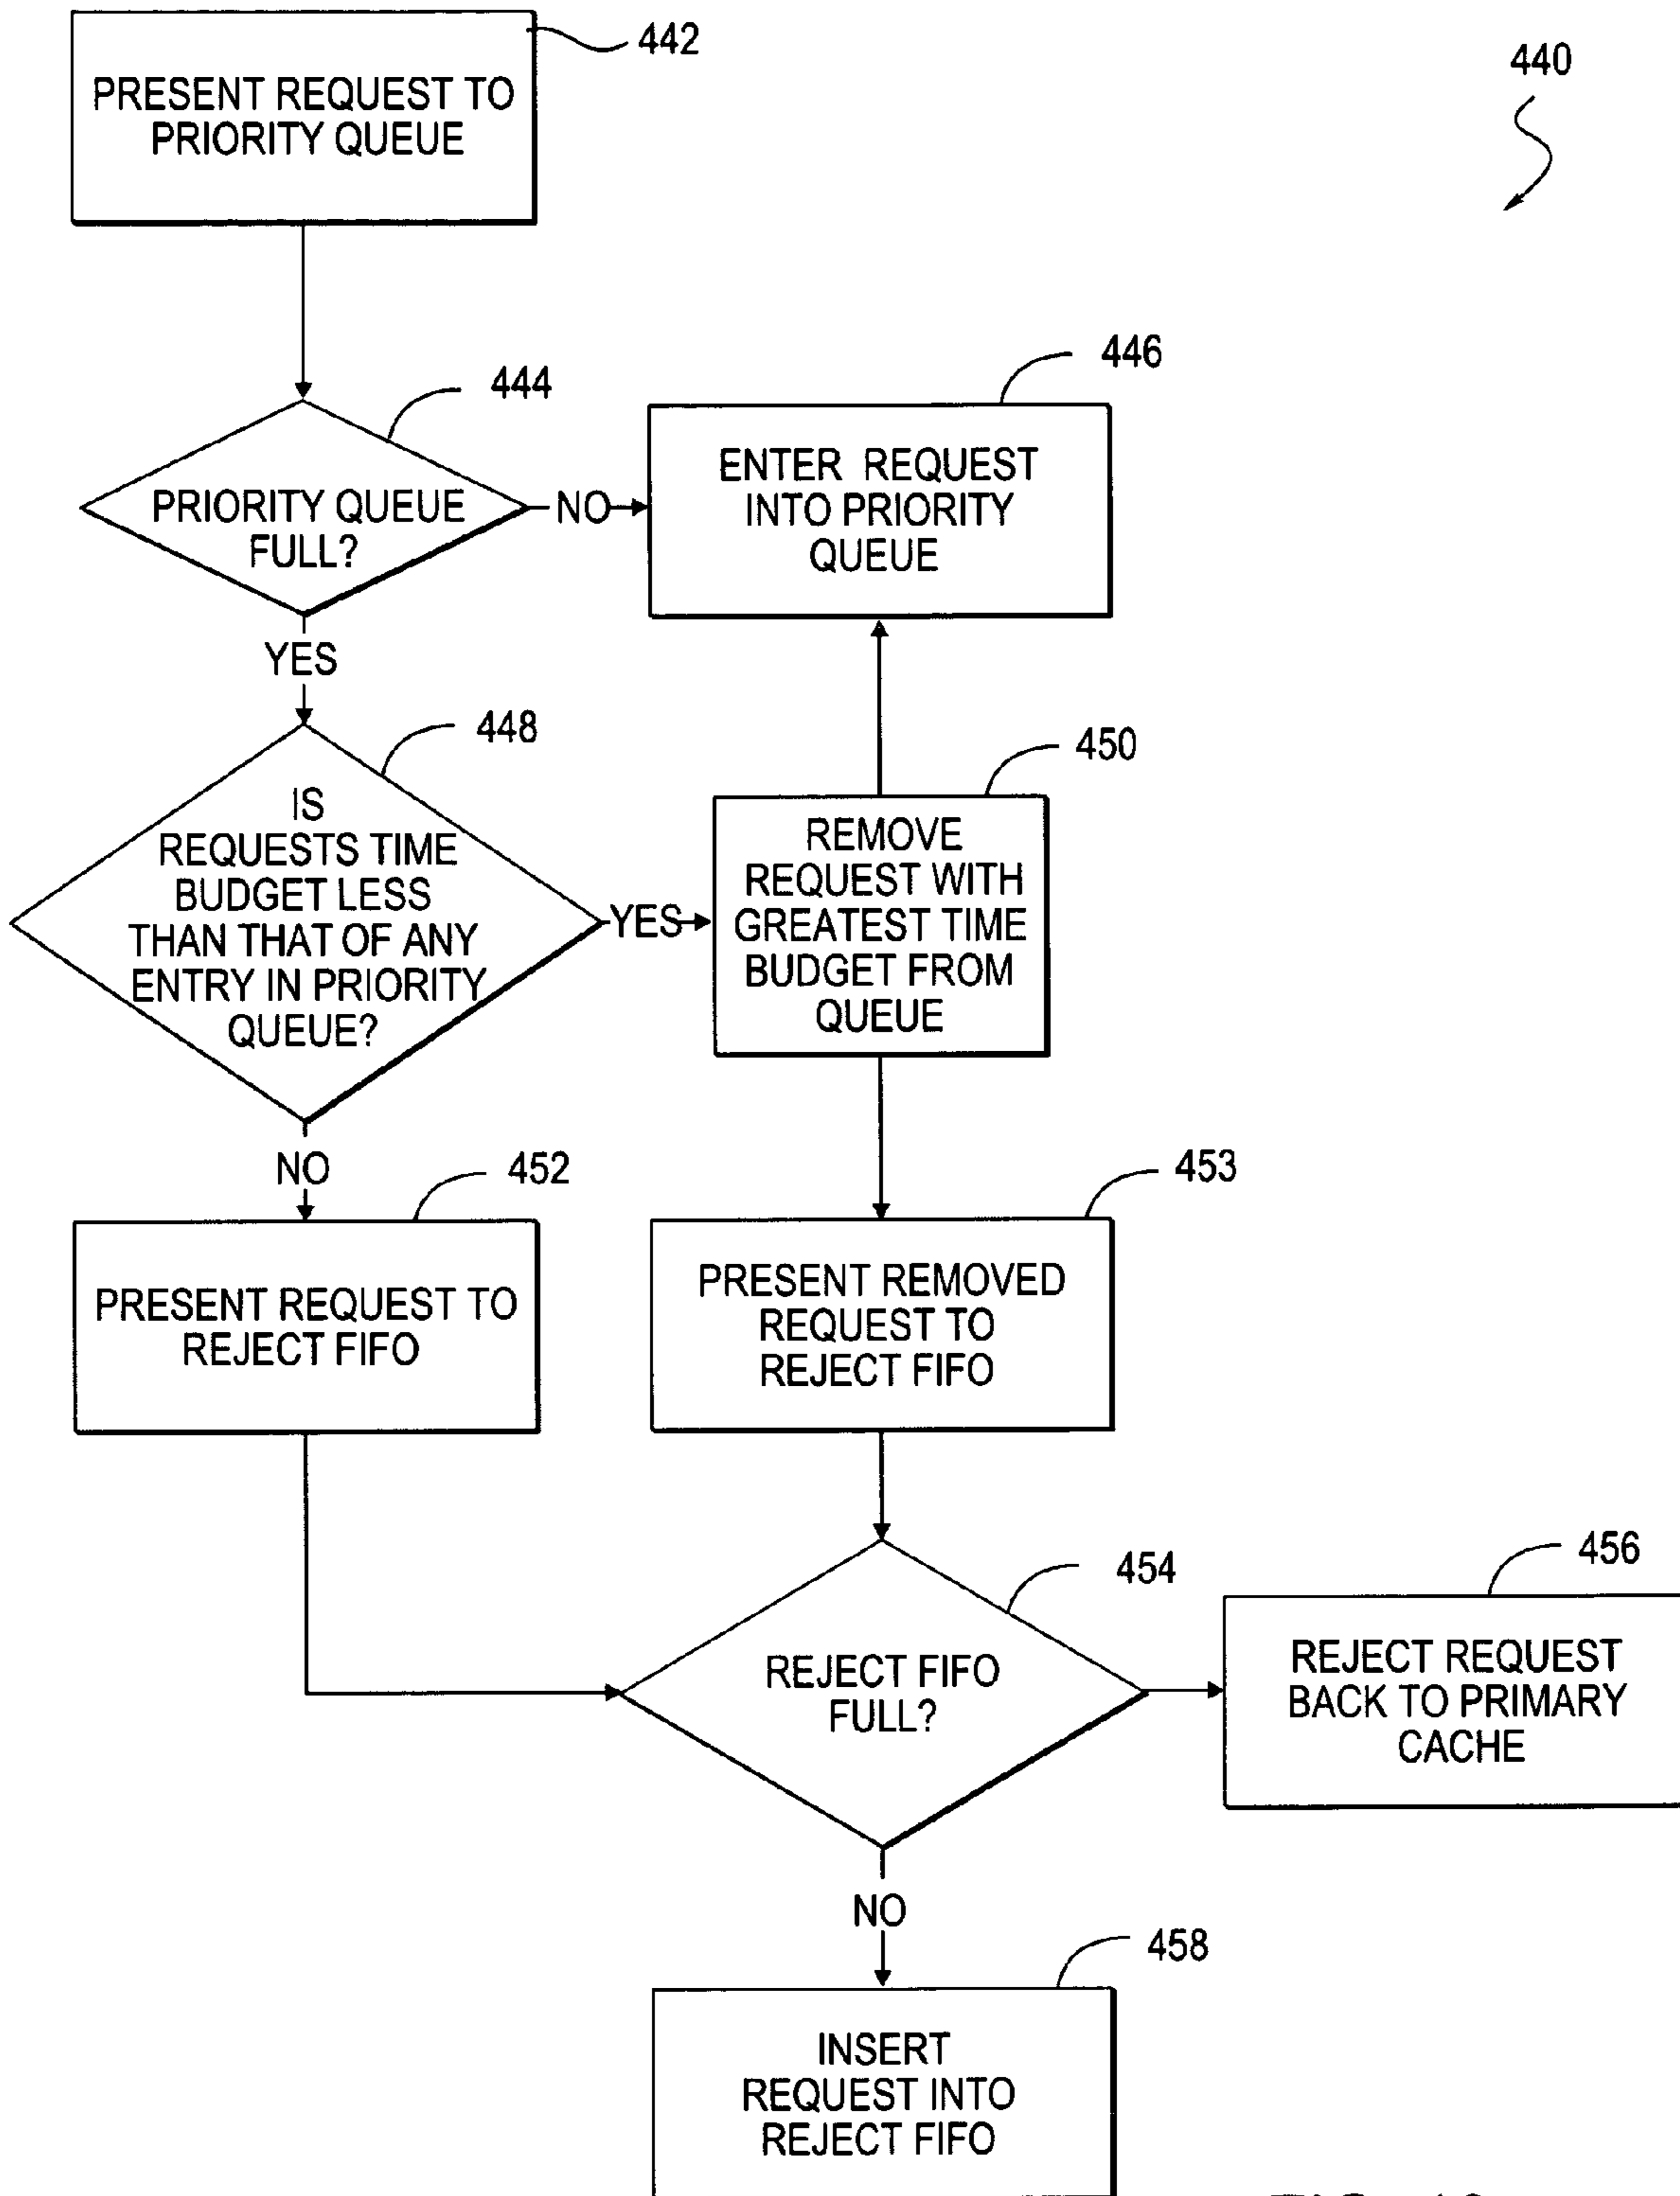 442
PRESENT REQUEST TO
PRIORITY QUEUE
440
444
PRIORITY QUEUE
FULL?
NO
446
ENTER REQUEST
INTO PRIORITY
QUEUE
YES
448
IS
REQUESTS TIME
BUDGET LESS
THAN THAT OF ANY
ENTRY IN PRIORITY
QUEUE?
YES
450
REMOVE
REQUEST WITH
GREATEST TIME
BUDGET FROM
QUEUE
NO
452
PRESENT REQUEST TO
REJECT FIFO
453
PRESENT REMOVED
REQUEST TO
REJECT FIFO
454
REJECT FIFO
FULL?
456
REJECT REQUEST
BACK TO PRIMARY
CACHE
NO
458
INSERT
REQUEST INTO
REJECT FIFO